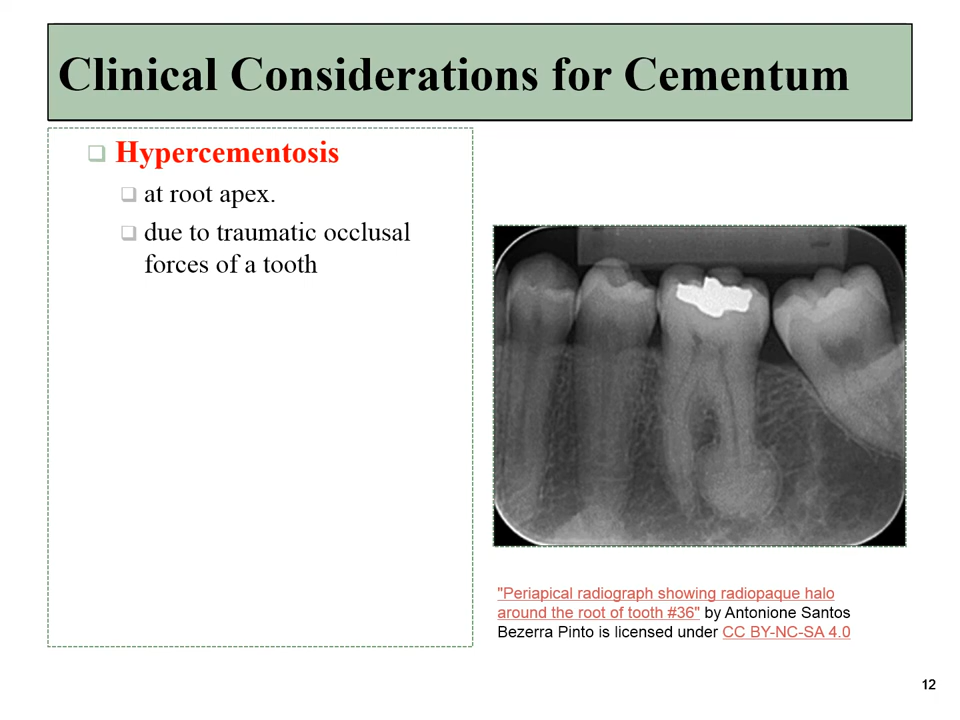 Clinical Considerations for Cementum
Hypercementosis
at root apex.
due to traumatic occlusal
forces of a tooth
"Periapical radiograph showing radiopaque halo
around the root of tooth #36" by Antonione Santos
Bezerra Pinto is licensed under CC BY-NC-SA 4.0
12